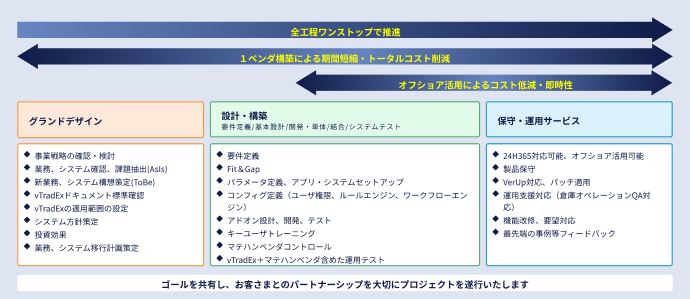 全工程ワンストップで推進
１ベンダ構築による期間短縮・トータルコスト削減
オフショア活用によるコスト低減・即時性
グランドデザイン
設計・構築
要件定義/基本設計/開発・単体/結合/システムテスト
保守・運用サービス
◆ 事業戦略の確認・検討
◆ 業務、システム確認、課題抽出(AsIs)
◆ 新業務、システム構想策定(ToBe)
◆ vTradExドキュメント標準確認
◆ vTradExの適用範囲の設定
◆ システム方針策定
◆ 投資効果
◆ 業務、システム移行計画策定
◆ 要件定義
◆ Fit＆Gap
◆ パラメータ定義、アプリ・システムセットアップ
◆ コンフィグ定義（ユーザ権限、ルールエンジン、ワークフローエン
ジン）
◆ アドオン設計、開発、テスト
◆ キーユーザトレーニング
◆ マテハンベンダコントロール
◆ vTradEx＋マテハンベンダ含めた運用テスト
◆ 24H365対応可能、オフショア活用可能
◆ 製品保守
◆ VerUp対応、パッチ適用
◆ 運用支援対応（倉庫オペレーションQA対
応）
◆ 機能改修、要望対応
◆ 最先端の事例等フィードバック
ゴールを共有し、お客さまとのパートナーシップを大切にプロジェクトを遂行いたします